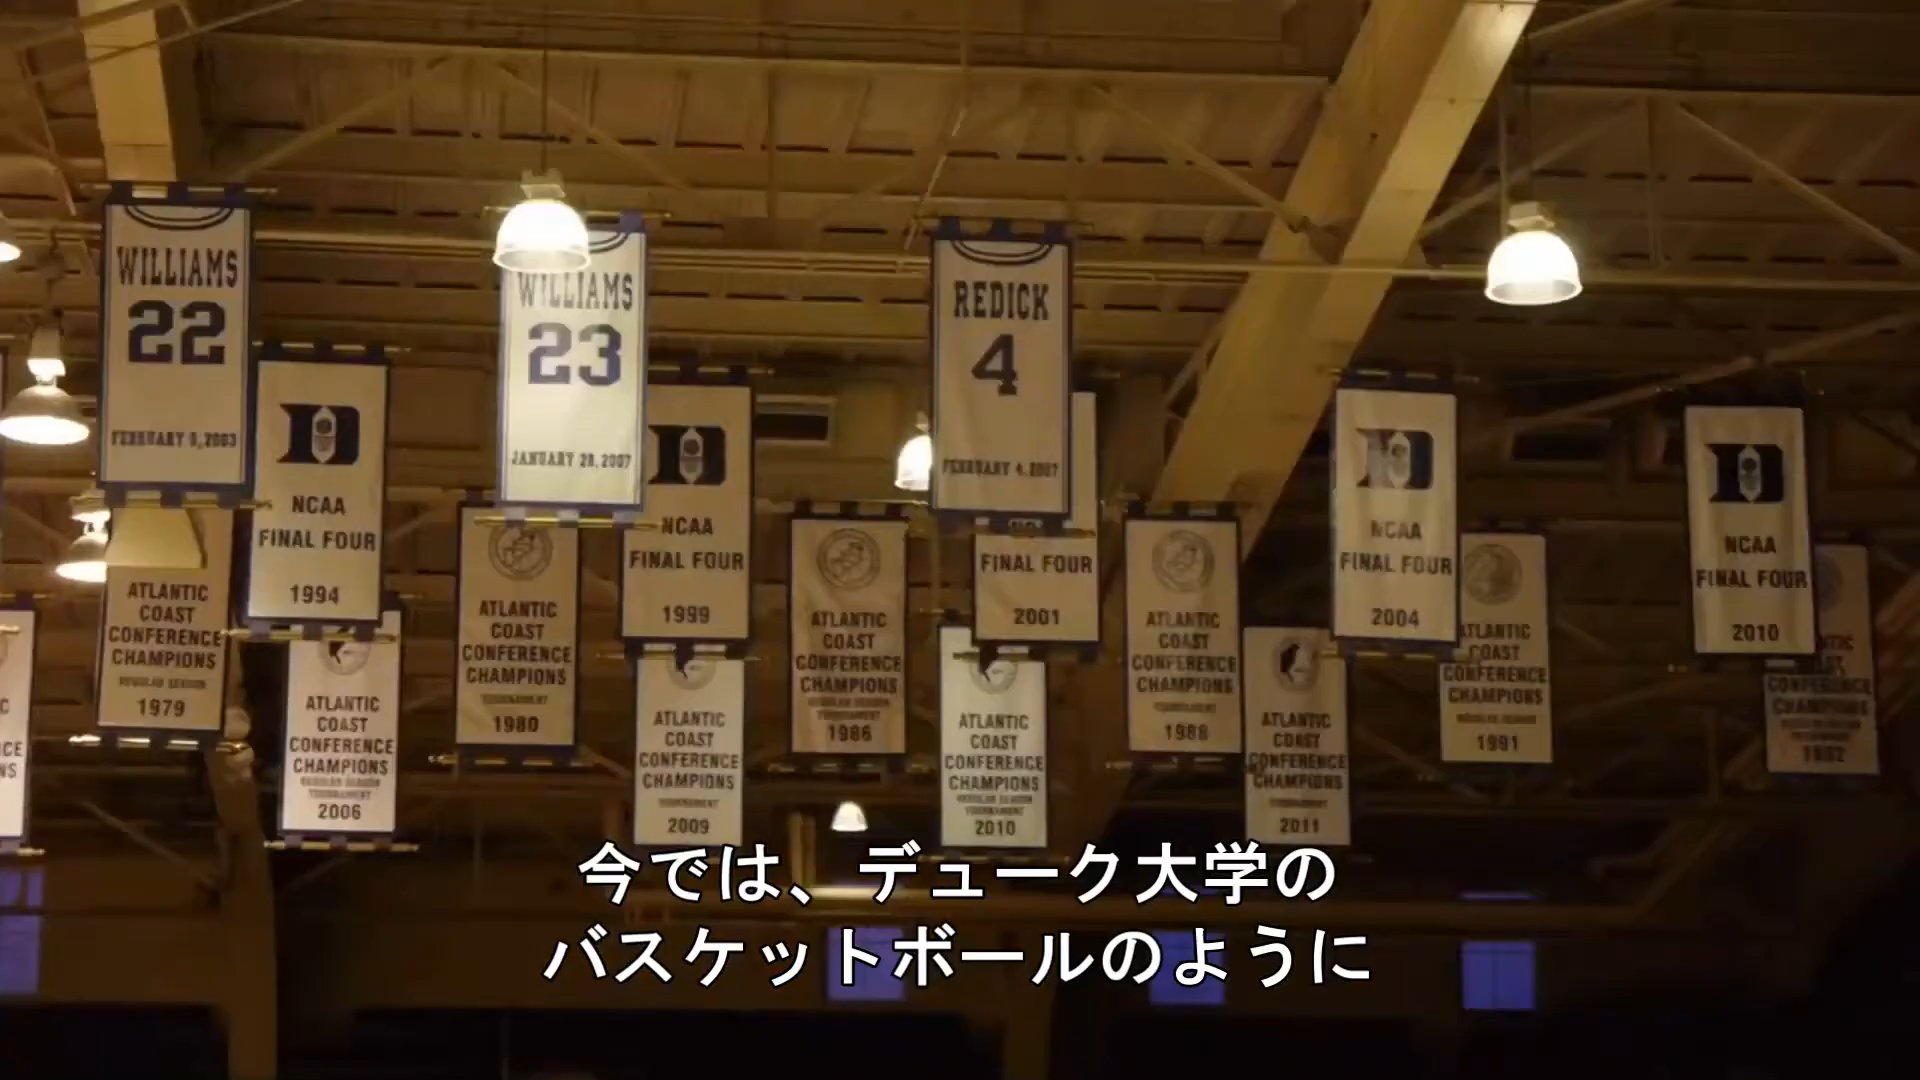 WILLIAMS
22
FEBRUARY 5, 2003
WILLIAMS
23
JANUARY 28, 2007
REDICK
4
FEBRUARY 4, 2007
D
NCAA
FINAL FOUR
1994
D
NCAA
FINAL FOUR
1999
FINAL FOUR
2001
D
NCAA
FINAL FOUR
2004
D
NCAA
FINAL FOUR
2010
ATLANTIC
COAST
CONFERENCE
CHAMPIONS
REGULAR SEASON
1979
ATLANTIC
COAST
CONFERENCE
CHAMPIONS
TOURNAMENT
1980
ATLANTIC
COAST
CONFERENCE
CHAMPIONS
REGULAR SEASON
TOURNAMENT
1986
ATLANTIC
COAST
CONFERENCE
CHAMPIONS
TOURNAMENT
1988
ATLANTIC
COAST
CONFERENCE
CHAMPIONS
REGULAR SEASON
1991
CONFERENCE
CHAMPIONS
ATLANTIC
COAST
CONFERENCE
CHAMPIONS
REGULAR SEASON
TOURNAMENT
2006
ATLANTIC
COAST
CONFERENCE
CHAMPIONS
TOURNAMENT
2009
ATLANTIC
COAST
CONFERENCE
CHAMPIONS
REGULAR SEASON
TOURNAMENT
2010
ATLANTIC
COAST
CONFERENCE
CHAMPIONS
TOURNAMENT
2011
今では、デューク大学の
バスケットボールのように